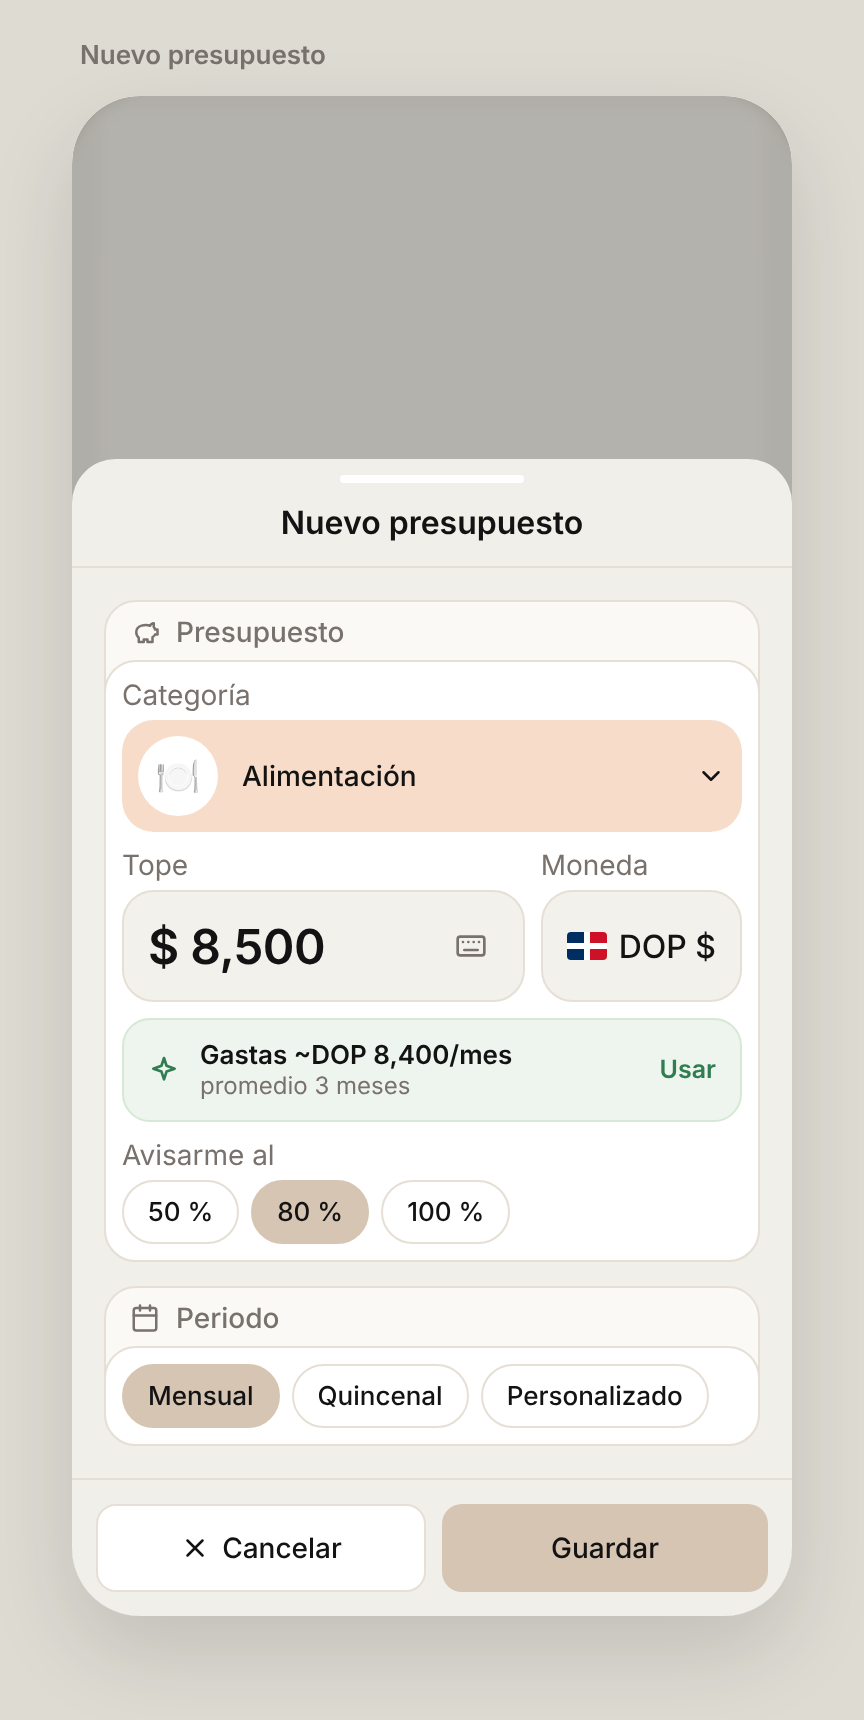 Nuevo presupuesto
Nuevo presupuesto
Presupuesto
Categoría
Alimentación
Tope
Moneda
$ 8,500
DOP $
Gastas ~DOP 8,400/mes
promedio 3 meses
Usar
Avisarme al
50 %
80 %
100 %
Periodo
Mensual
Quincenal
Personalizado
Cancelar
Guardar